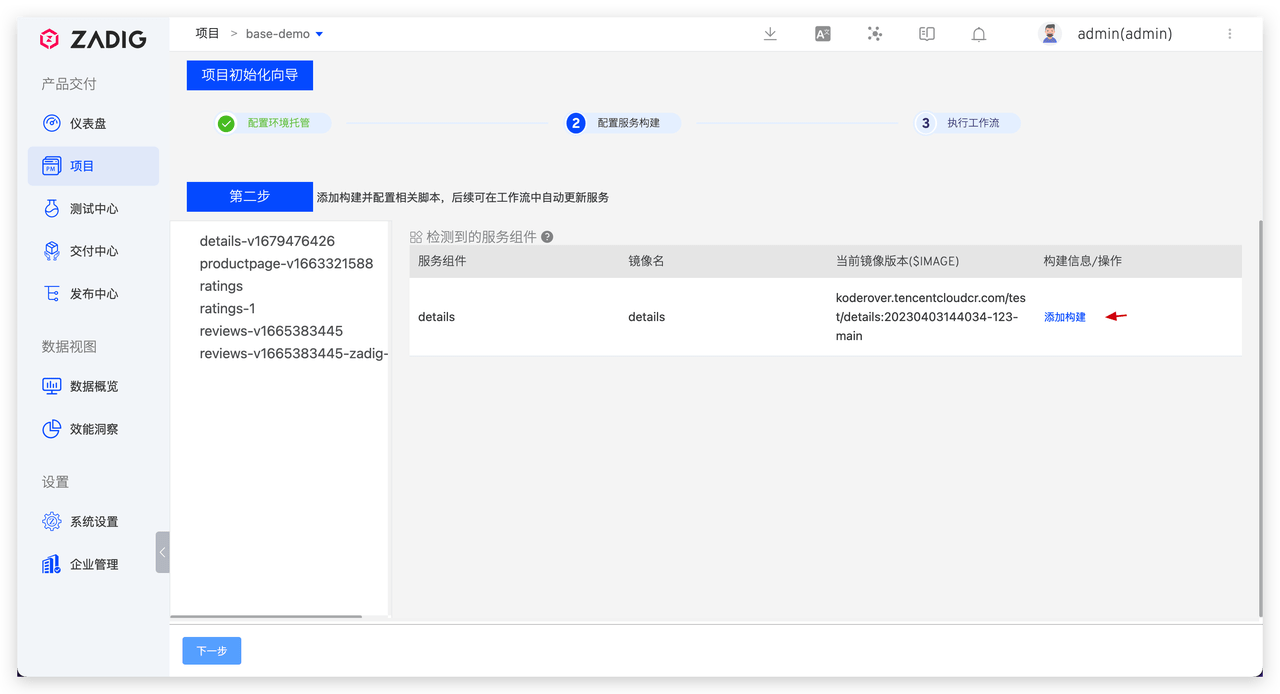 ZADIG
项目 > base-demo
admin(admin)
产品交付
仪表盘
项目
测试中心
交付中心
发布中心
数据视图
数据概览
效能洞察
设置
系统设置
企业管理
项目初始化向导
配置环境托管
2 配置服务构建
3 执行工作流
第二步 添加构建并配置相关脚本，后续可在工作流中自动更新服务
details-v1679476426
productpage-v1663321588
ratings
ratings-1
reviews-v1665383445
reviews-v1665383445-zadig-
检测到的服务组件
服务组件 镜像名 当前镜像版本($IMAGE) 构建信息/操作
details details koderover.tencentcloudcr.com/tes
t/details:20230403144034-123-
main
添加构建
下一步